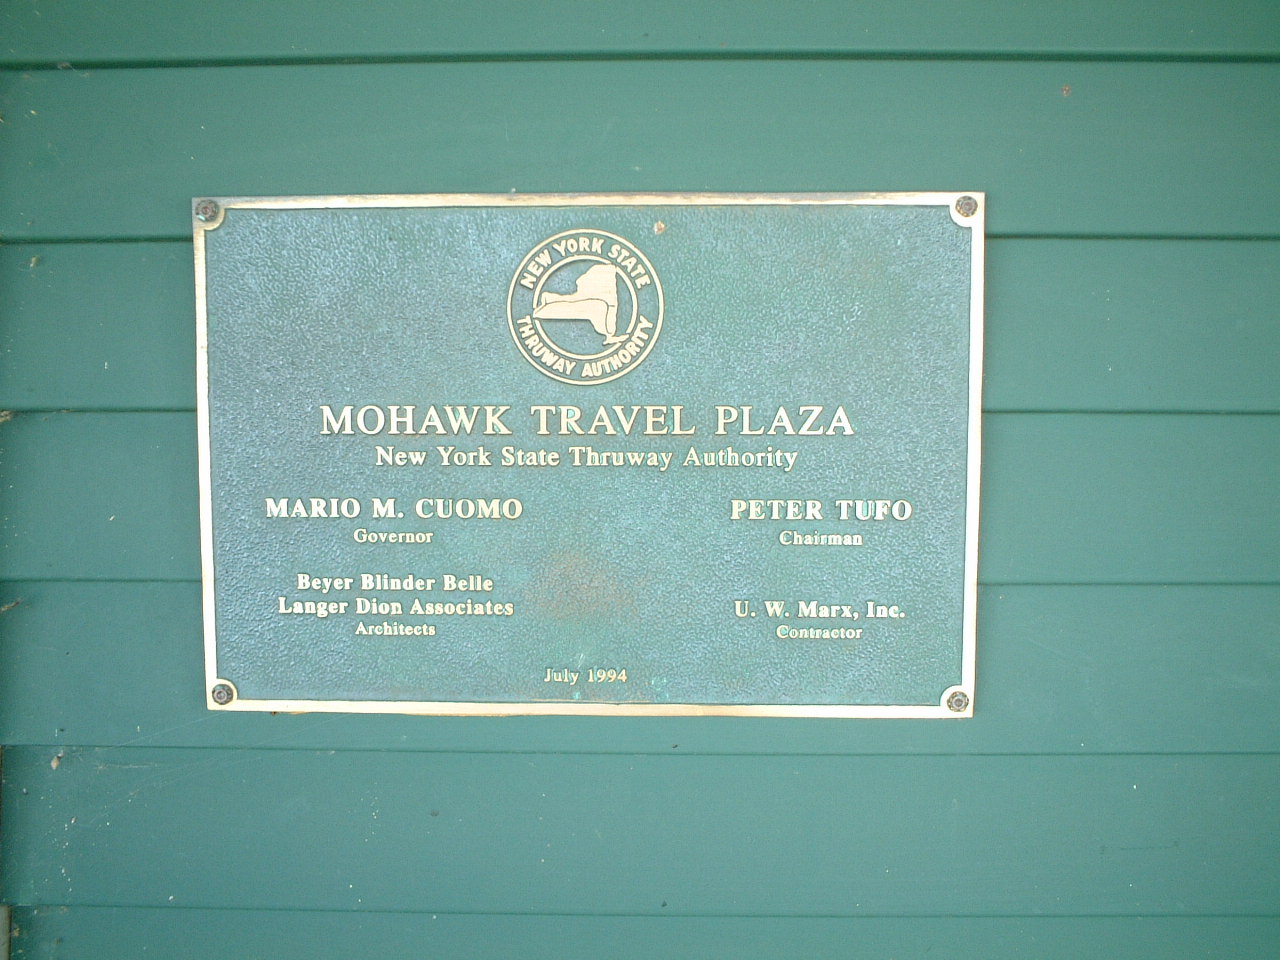 NEW YORK STATE
THRUWAY AUTHORITY
MOHAWK TRAVEL PLAZA
New York State Thruway Authority
MARIO M. CUOMO
Governor
PETER TUFO
Chairman
Beyer Blinder Belle
Langer Dion Associates
Architects
U. W. Marx, Inc.
Contractor
July 1994